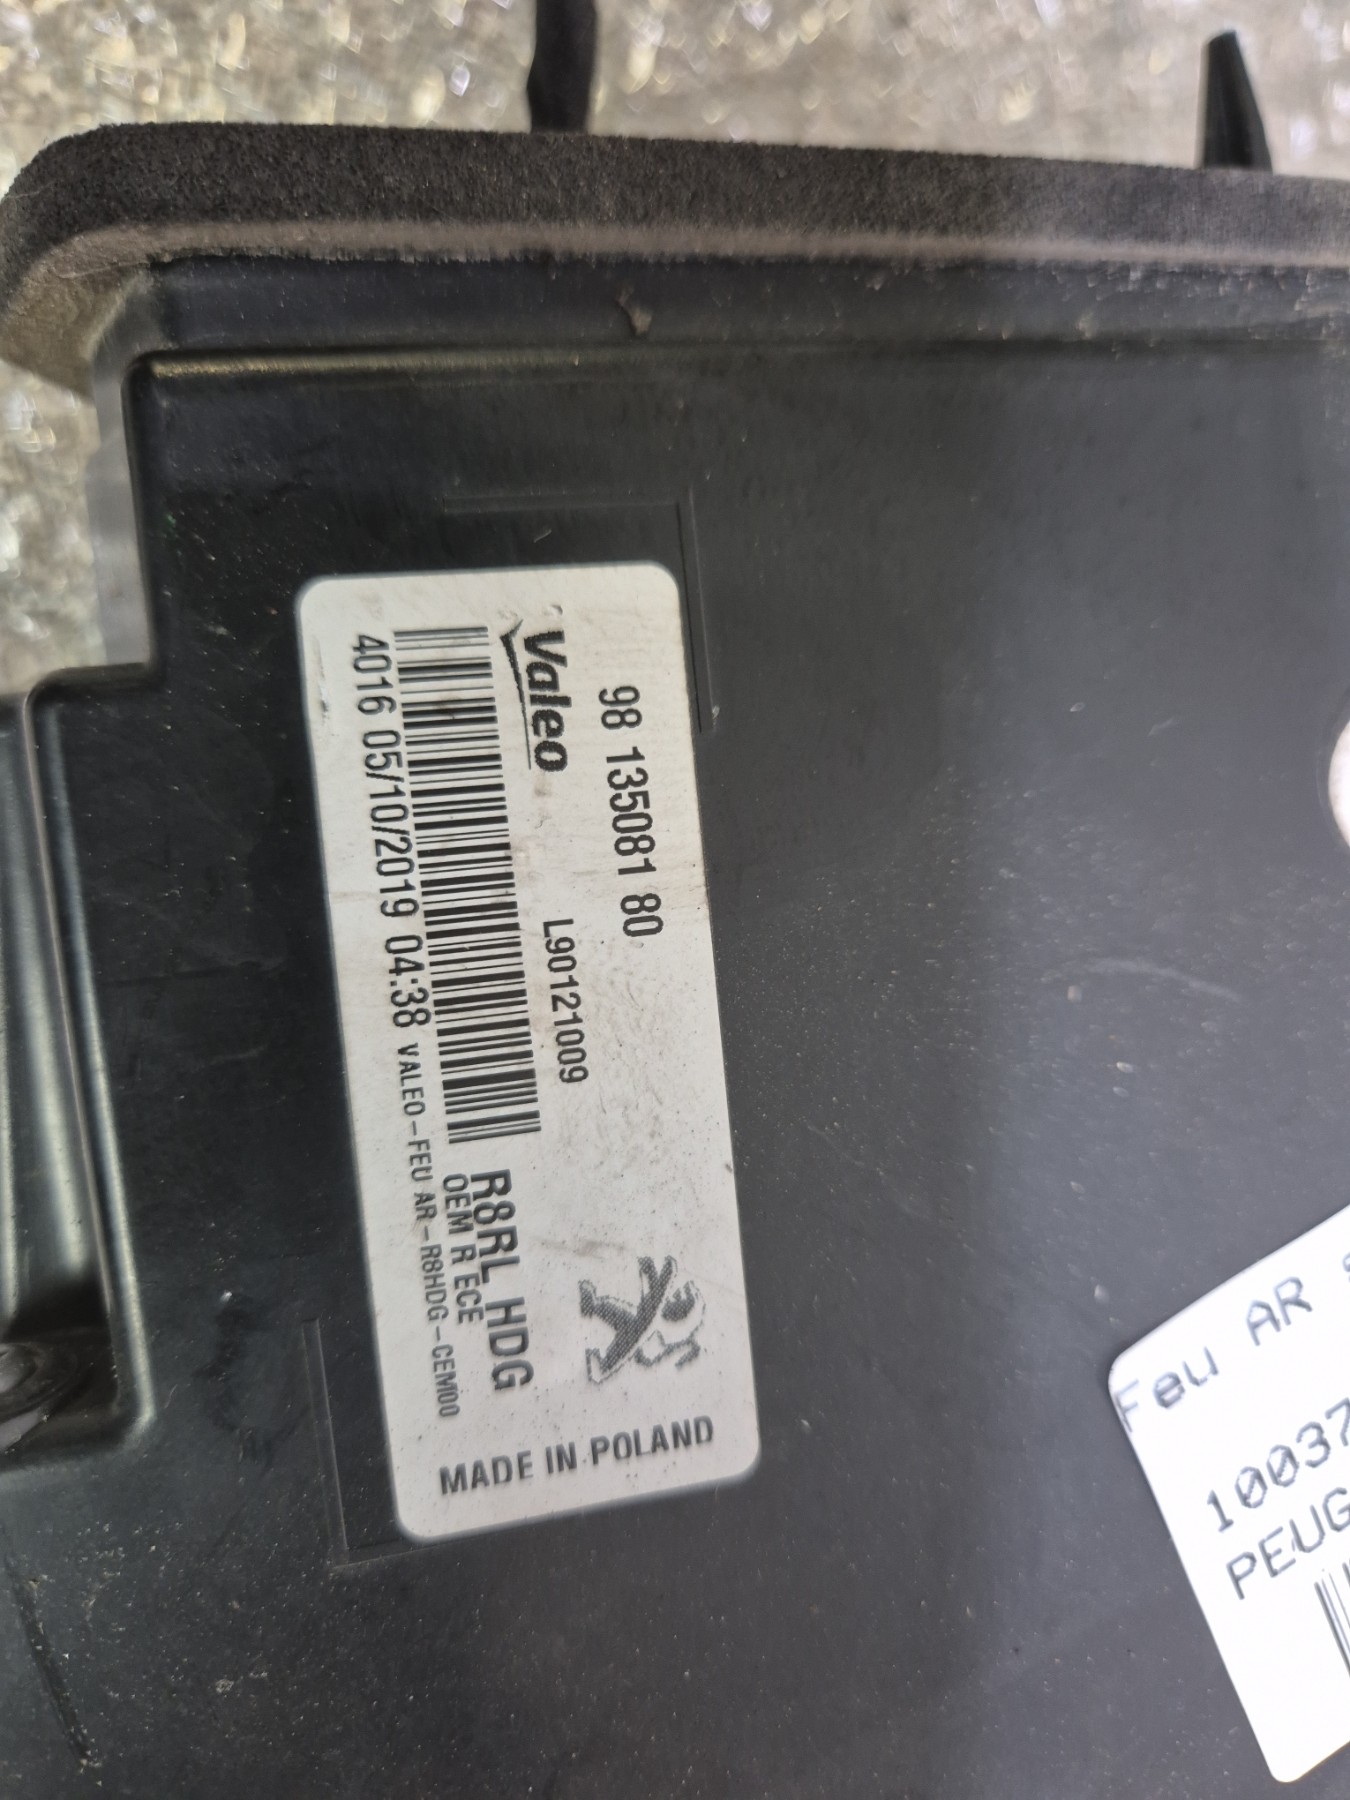 98 135081 80
Valeo
L90121009
R8RL HDG
OEM R ECE
4016 05/10/2019 04:38 VALEO-FEU AR-R8HDG-CEM00
MADE IN POLAND
Feu AR
10037
PEUG